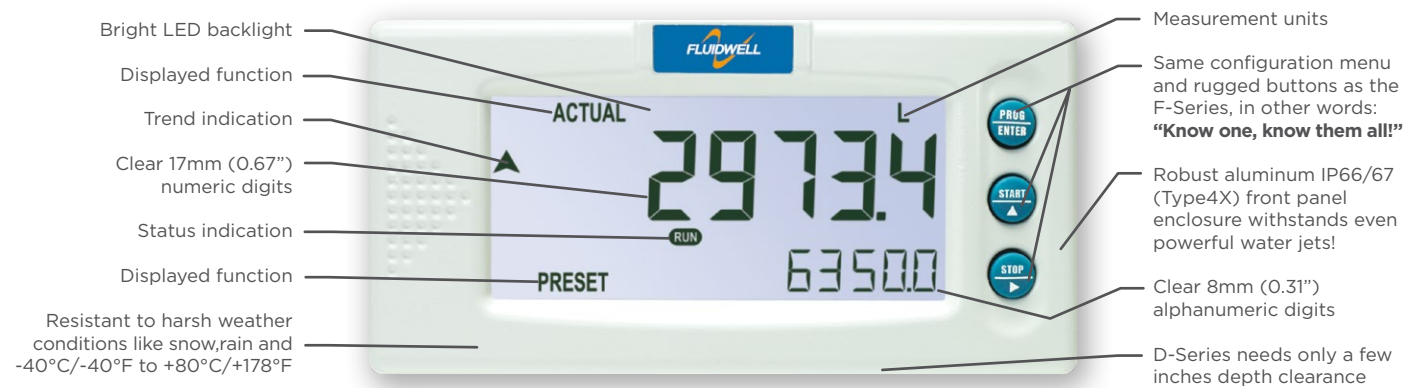 Bright LED backlight
Displayed function
Trend indication
Clear 17mm (0.67”)
numeric digits
Status indication
Displayed function
Resistant to harsh weather
conditions like snow,rain and
-40°C/-40°F to +80°C/+178°F
FLUIDWELL
ACTUAL
L
2973.4
RUN
PRESET
6350.0
PROG
ENTER
START
STOP
Measurement units
Same configuration menu
and rugged buttons as the
F-Series, in other words:
“Know one, know them all!”
Robust aluminum IP66/67
(Type4X) front panel
enclosure withstands even
powerful water jets!
Clear 8mm (0.31”)
alphanumeric digits
D-Series needs only a few
inches depth clearance